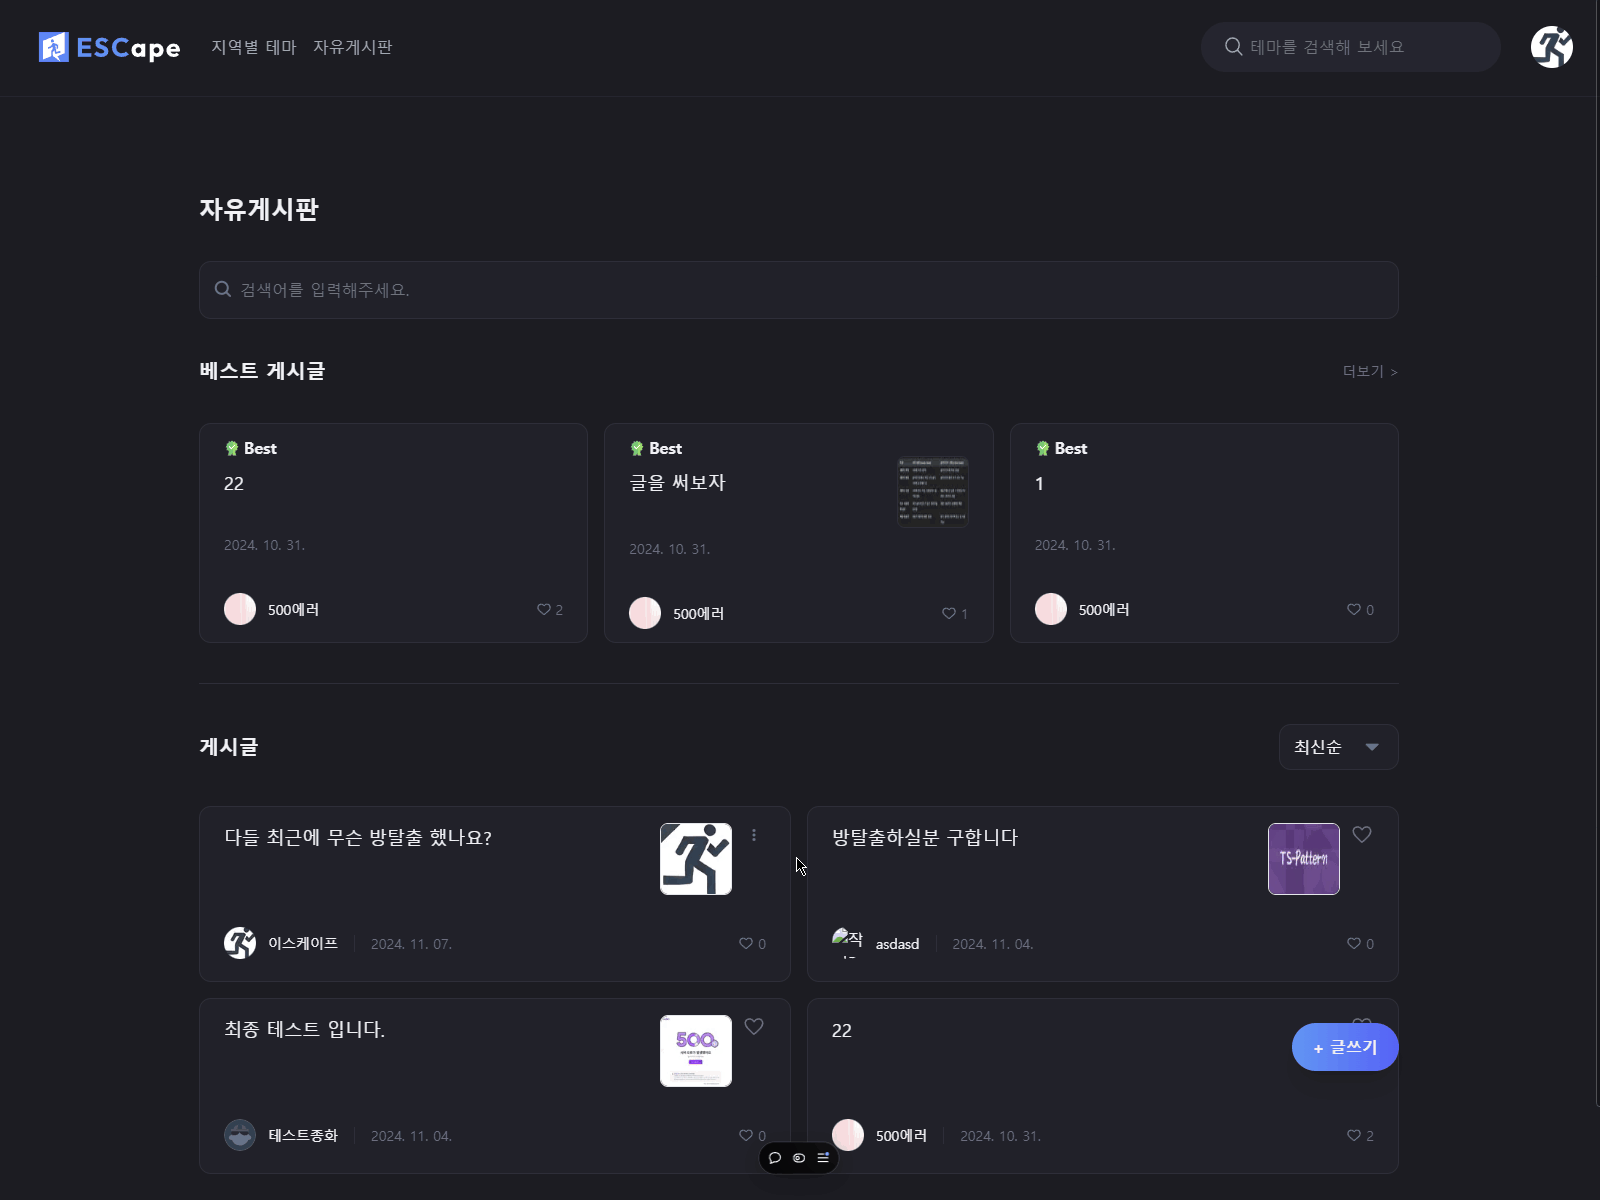 ESCape
지역별 테마
자유게시판
테마를 검색해 보세요
자유게시판
검색어를 입력해주세요.
베스트 게시글
더보기 >
Best
22
2024. 10. 31.
500에러
2
Best
글을 써보자
2024. 10. 31.
500에러
1
Best
1
2024. 10. 31.
500에러
0
게시글
최신순
다들 최근에 무슨 방탈출 했나요?
이스케이프
2024. 11. 07.
0
방탈출하실분 구합니다
TS-Pattern
asdasd
2024. 11. 04.
0
최종 테스트 입니다.
500
테스트종화
2024. 11. 04.
0
22
+ 글쓰기
500에러
2024. 10. 31.
2